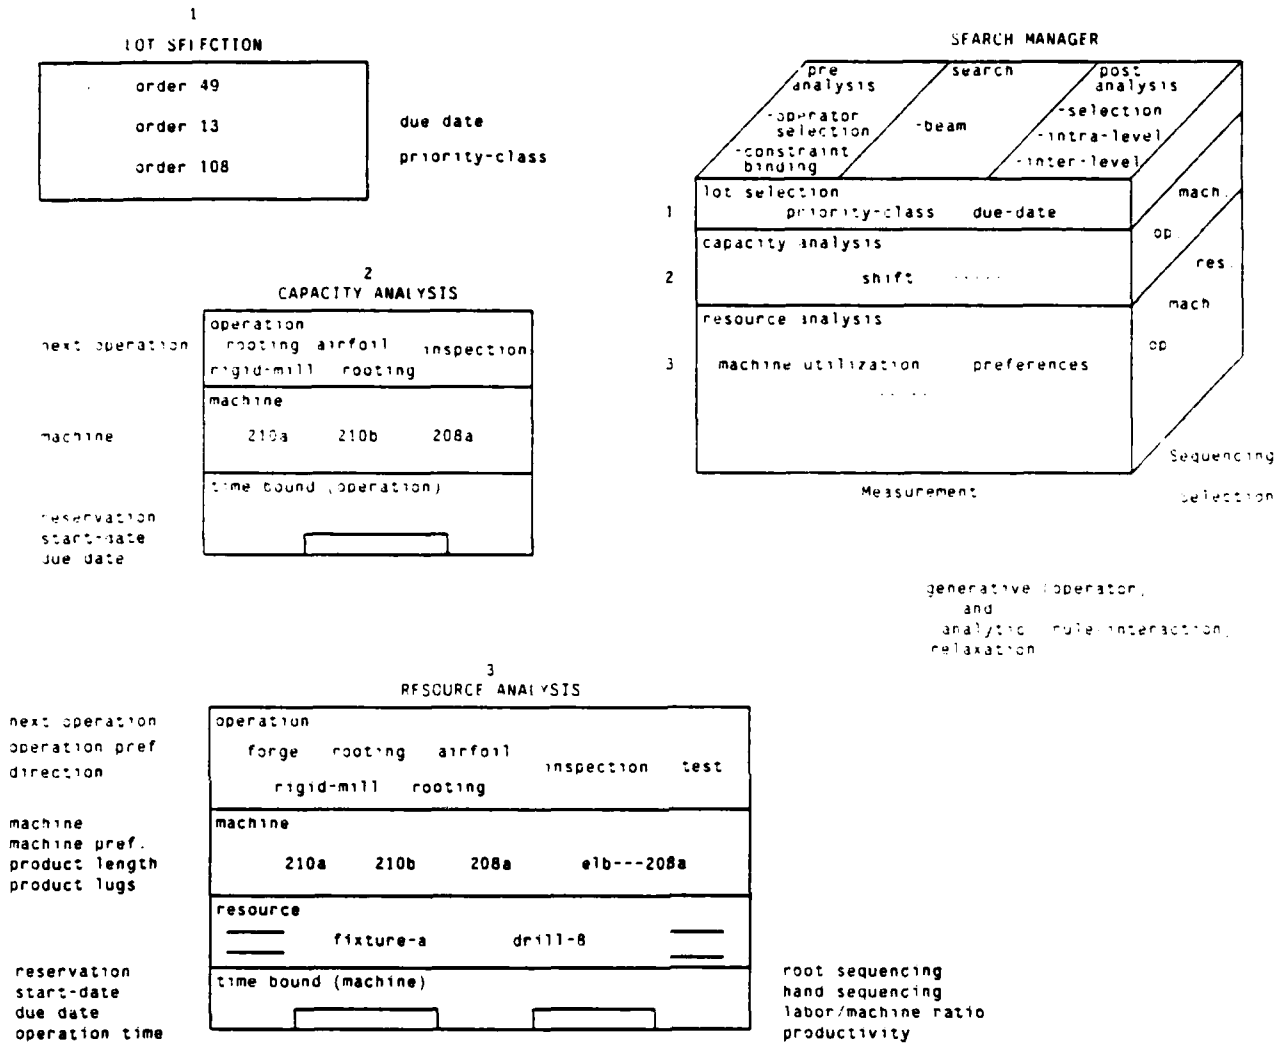 1
LOT SELECTION
order 49
order 13
order 108
due date
priority-class
SEARCH MANAGER
pre analysis
search
post analysis
-operator selection
-constraint binding
-beam
-selection
-intra-level
-inter-level
1
lot selection
priority-class due-date
mach.
op.
2
capacity analysis
shift .....
res.
mach
op
3
resource analysis
machine utilization preferences
.....
Measurement
Sequencing
Selection
2
CAPACITY ANALYSIS
next operation
operation
rooting airfoil inspection
rigid-mill rooting
machine
machine
210a 210b 208a
time bound (operation)
reservation
start-date
due date
generative (operator,
and
analytic rule-interaction,
relaxation
3
RESOURCE ANALYSIS
next operation
operation pref
direction
operation
forge rooting airfoil
inspection test
rigid-mill rooting
machine
machine pref.
product length
product lugs
machine
210a 210b 208a elb---208a
resource
fixture-a drill-8
reservation
start-date
due date
operation time
time bound (machine)
root sequencing
hand sequencing
labor/machine ratio
productivity